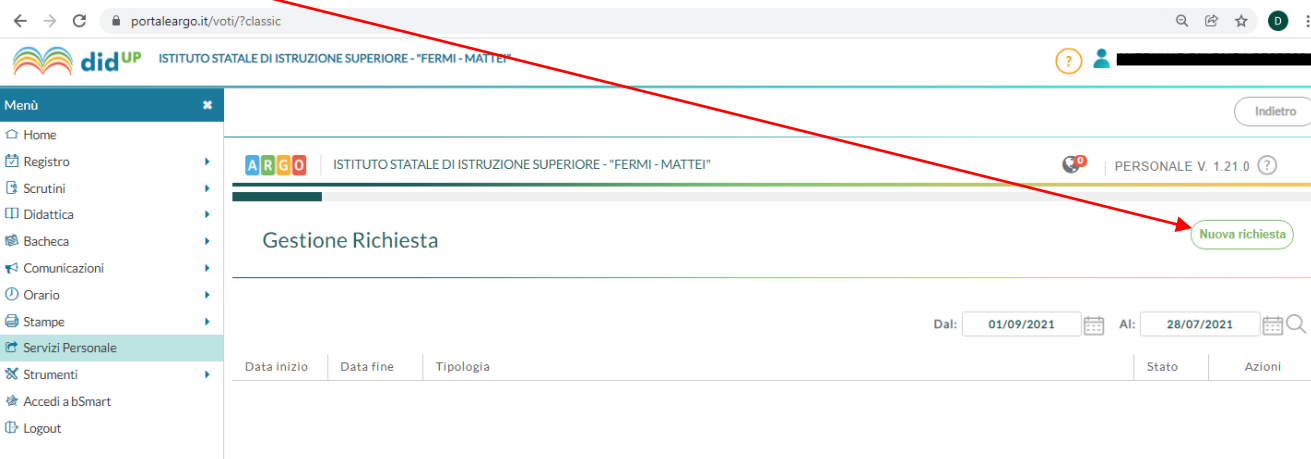 portaleargo.it/voti/?classic
D
didUP ISTITUTO STATALE DI ISTRUZIONE SUPERIORE - "FERMI - MATTEI" ?
Menù
Indietro
Home
Registro
Scrutini
Didattica
Bacheca
Comunicazioni
Orario
Stampe
Servizi Personale
Strumenti
Accedi a bSmart
Logout
ARGO ISTITUTO STATALE DI ISTRUZIONE SUPERIORE - "FERMI - MATTEI" 0 PERSONALE V. 1.21.0 ?
Gestione Richiesta Nuova richiesta
Dal: 01/09/2021 Al: 28/07/2021
Data inizio Data fine Tipologia Stato Azioni